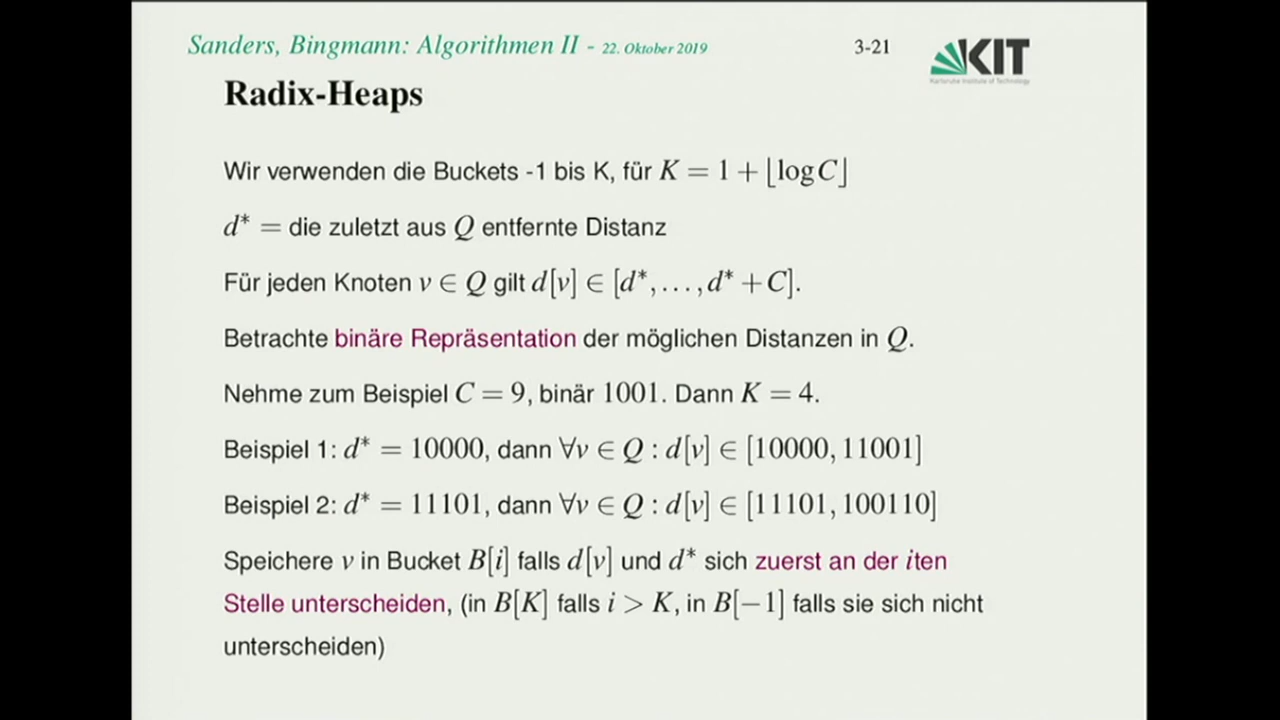 Sanders, Bingmann: Algorithmen II - 22. Oktober 2019
3-21
KIT
Karlsruhe Institute of Technology
Radix-Heaps
Wir verwenden die Buckets -1 bis K, für K = 1 + ⌊log C⌋
d* = die zuletzt aus Q entfernte Distanz
Für jeden Knoten v ∈ Q gilt d[v] ∈ [d*, …, d* + C].
Betrachte binäre Repräsentation der möglichen Distanzen in Q.
Nehme zum Beispiel C = 9, binär 1001. Dann K = 4.
Beispiel 1: d* = 10000, dann ∀v ∈ Q : d[v] ∈ [10000, 11001]
Beispiel 2: d* = 11101, dann ∀v ∈ Q : d[v] ∈ [11101, 100110]
Speichere v in Bucket B[i] falls d[v] und d* sich zuerst an der iten
Stelle unterscheiden, (in B[K] falls i > K, in B[−1] falls sie sich nicht
unterscheiden)